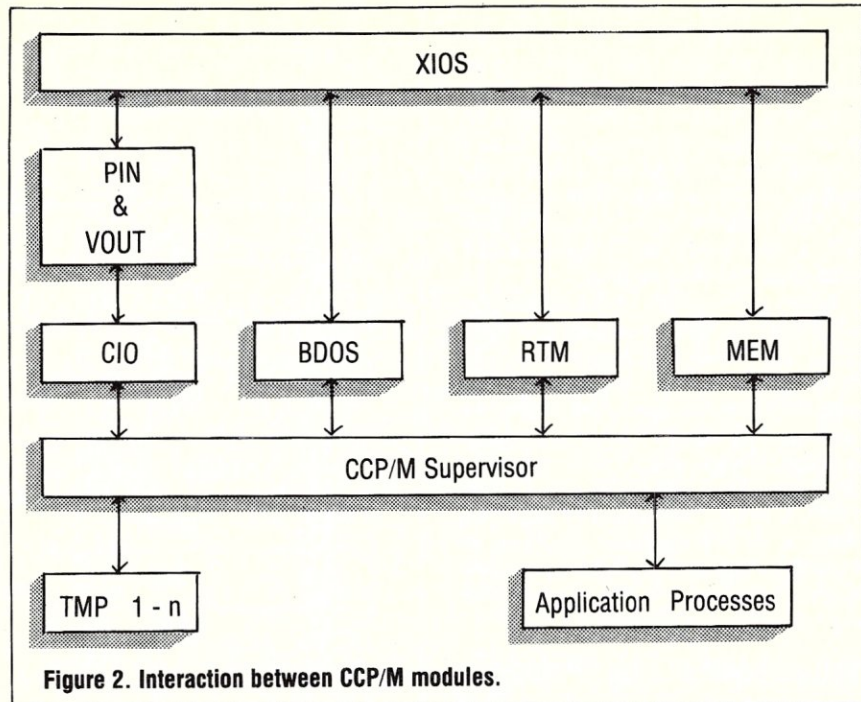 XIOS
PIN
&
VOUT
CIO
BDOS
RTM
MEM
CCP/M Supervisor
TMP 1 - n
Application Processes
Figure 2. Interaction between CCP/M modules.